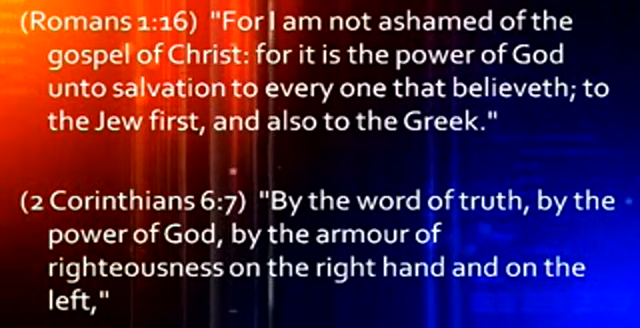 (Romans 1:16)  "For I am not ashamed of the
gospel of Christ: for it is the power of God
unto salvation to every one that believeth; to
the Jew first, and also to the Greek."
(2 Corinthians 6:7)  "By the word of truth, by the
power of God, by the armour of
righteousness on the right hand and on the
left,"